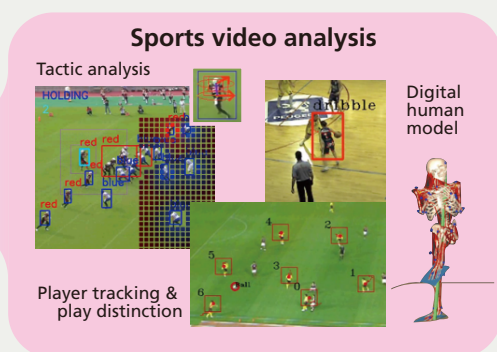 Sports video analysis
Tactic analysis
HOLDING
red
red
red
red
red
blue
dribble
PEUGEOT
Digital
human
model
4
2
5
3
1
ball
0
6
Player tracking &
play distinction